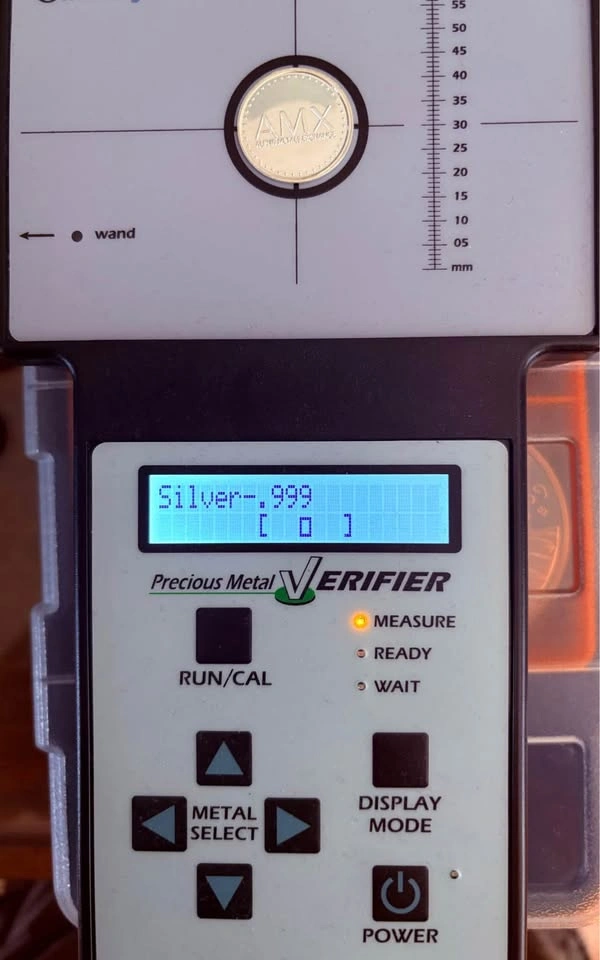 AMX
55
50
45
40
35
30
25
20
15
10
05
mm
wand
Silver-.999
[ 0 ]
Precious Metal VERIFIER
MEASURE
RUN/CAL
READY
WAIT
METAL
SELECT
DISPLAY
MODE
POWER